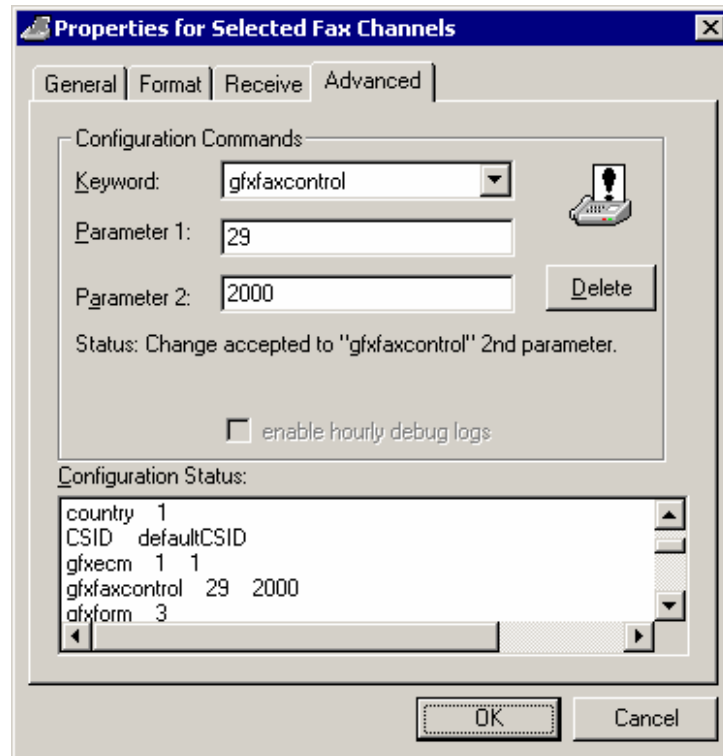 Properties for Selected Fax Channels
General Format Receive Advanced
Configuration Commands
Keyword: gfxfaxcontrol
Parameter 1: 29
Parameter 2: 2000
Delete
Status: Change accepted to "gfxfaxcontrol" 2nd parameter.
enable hourly debug logs
Configuration Status:
country 1
CSID defaultCSID
gfxecm 1 1
gfxfaxcontrol 29 2000
gfxform 3
OK Cancel